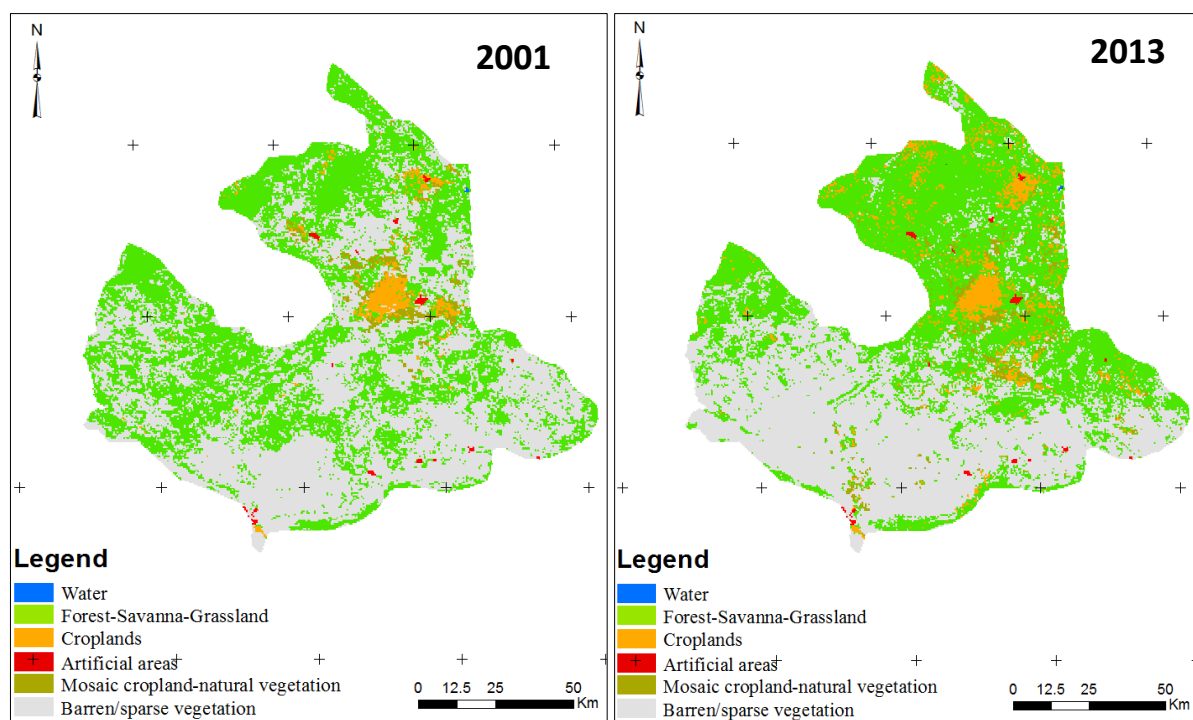 N
2001
Legend
Water
Forest-Savanna-Grassland
Croplands
Artificial areas
Mosaic cropland-natural vegetation
Barren/sparse vegetation
0 12.5 25 50
Km
N
2013
Legend
Water
Forest-Savanna-Grassland
Croplands
Artificial areas
Mosaic cropland-natural vegetation
Barren/sparse vegetation
0 12.5 25 50
Km